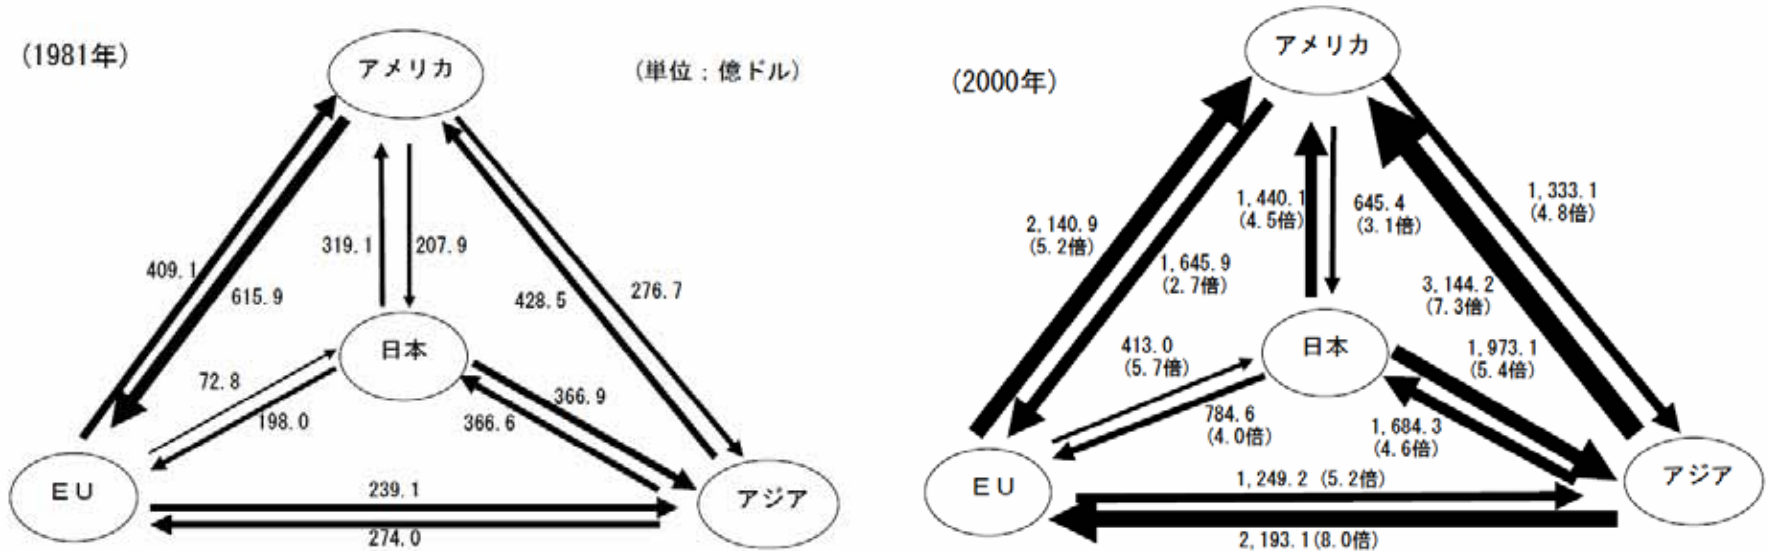 (1981年)
アメリカ
(単位：億ドル)
409.1
615.9
319.1
207.9
428.5
276.7
日本
72.8
198.0
366.9
366.6
EU
239.1
274.0
アジア
(2000年)
アメリカ
2,140.9
(5.2倍)
1,645.9
(2.7倍)
1,440.1
(4.5倍)
645.4
(3.1倍)
1,333.1
(4.8倍)
3,144.2
(7.3倍)
日本
413.0
(5.7倍)
784.6
(4.0倍)
1,973.1
(5.4倍)
1,684.3
(4.6倍)
EU
1,249.2 (5.2倍)
2,193.1(8.0倍)
アジア